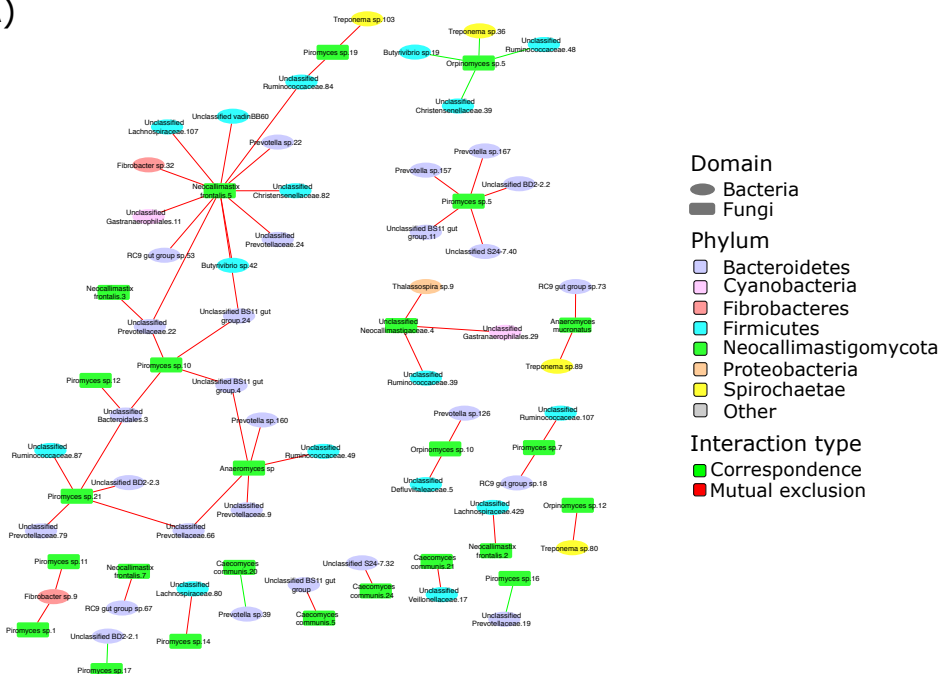 )
Treponema sp.103
Piromyces sp.19
Unclassified
Ruminococcaceae.84
Unclassified
Lachnospiraceae.107
Unclassified vadinBB60
Prevotella sp.22
Fibrobacter sp.32
Neocallimastix
frontalis.5
Unclassified
Christensenellaceae.82
Unclassified
Gastranaerophilales.11
Unclassified
Prevotellaceae.24
RC9 gut group sp.53
Butyrivibrio sp.42
Neocallimastix
frontalis.3
Unclassified
Prevotellaceae.22
Unclassified BS11 gut
group.24
Piromyces sp.10
Piromyces sp.12
Unclassified BS11 gut
group.4
Unclassified
Bacteroidales.3
Prevotella sp.160
Unclassified
Ruminococcaceae.87
Unclassified
Ruminococcaceae.49
Anaeromyces sp
Unclassified BD2-2.3
Piromyces sp.21
Unclassified
Prevotellaceae.9
Unclassified
Prevotellaceae.79
Unclassified
Prevotellaceae.66
Treponema sp.36
Butyrivibrio sp.19
Unclassified
Ruminococcaceae.48
Orpinomyces sp.5
Unclassified
Christensenellaceae.39
Prevotella sp.167
Prevotella sp.157
Unclassified BD2-2.2
Piromyces sp.5
Unclassified BS11 gut
group.11
Unclassified S24-7.40
Thalassospira sp.9
Unclassified
Neocallimastigaceae.4
Unclassified
Gastranaerophilales.29
Unclassified
Ruminococcaceae.39
RC9 gut group sp.73
Anaeromyces
mucronatus
Treponema sp.89
Prevotella sp.126
Orpinomyces sp.10
Unclassified
Defluviitaleaceae.5
Unclassified
Ruminococcaceae.107
Piromyces sp.7
RC9 gut group sp.18
Unclassified
Lachnospiraceae.429
Neocallimastix
frontalis.2
Orpinomyces sp.12
Treponema sp.80
Piromyces sp.11
Fibrobacter sp.9
Piromyces sp.1
Neocallimastix
frontalis.7
RC9 gut group sp.67
Unclassified BD2-2.1
Piromyces sp.17
Unclassified
Lachnospiraceae.80
Piromyces sp.14
Caecomyces
communis.20
Prevotella sp.39
Unclassified BS11 gut
group
Caecomyces
communis.5
Unclassified S24-7.32
Caecomyces
communis.24
Caecomyces
communis.21
Unclassified
Veillonellaceae.17
Piromyces sp.16
Unclassified
Prevotellaceae.19
Domain
Bacteria
Fungi
Phylum
Bacteroidetes
Cyanobacteria
Fibrobacteres
Firmicutes
Neocallimastigomycota
Proteobacteria
Spirochaetae
Other
Interaction type
Correspondence
Mutual exclusion